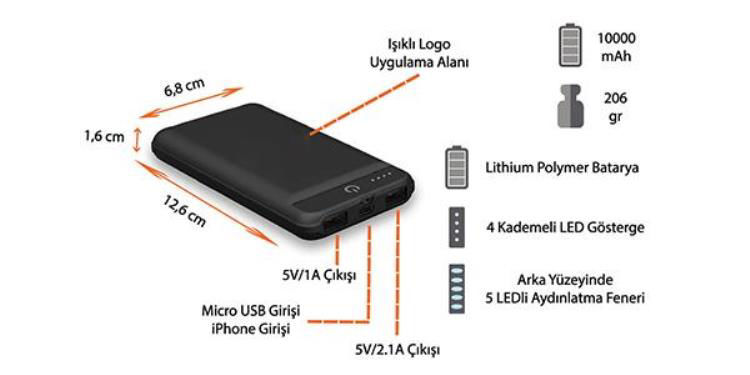 Işıklı Logo
Uygulama Alanı
10000
mAh
6,8 cm
206
gr
1,6 cm
Lithium Polymer Batarya
12,6 cm
4 Kademeli LED Gösterge
5V/1A Çıkışı
Arka Yüzeyinde
5 LEDli Aydınlatma Feneri
Micro USB Girişi
iPhone Girişi
5V/2.1A Çıkışı